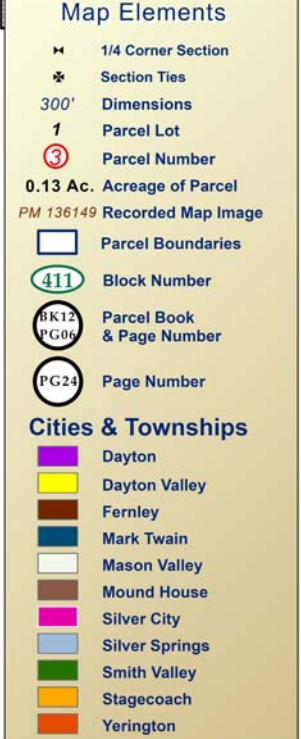 Map Elements
1/4 Corner Section
Section Ties
300' Dimensions
1 Parcel Lot
3 Parcel Number
0.13 Ac. Acreage of Parcel
PM 136149 Recorded Map Image
Parcel Boundaries
411 Block Number
BK12 Parcel Book
PG06 & Page Number
PG24 Page Number
Cities & Townships
Dayton
Dayton Valley
Fernley
Mark Twain
Mason Valley
Mound House
Silver City
Silver Springs
Smith Valley
Stagecoach
Yerington